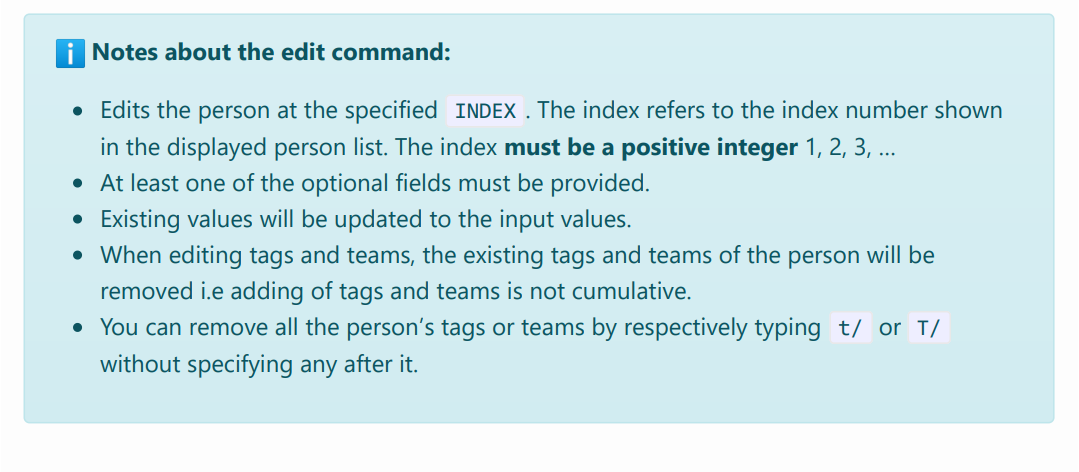 Notes about the edit command:
Edits the person at the specified INDEX. The index refers to the index number shown
in the displayed person list. The index must be a positive integer 1, 2, 3, …
At least one of the optional fields must be provided.
Existing values will be updated to the input values.
When editing tags and teams, the existing tags and teams of the person will be
removed i.e adding of tags and teams is not cumulative.
You can remove all the person’s tags or teams by respectively typing t/ or T/
without specifying any after it.